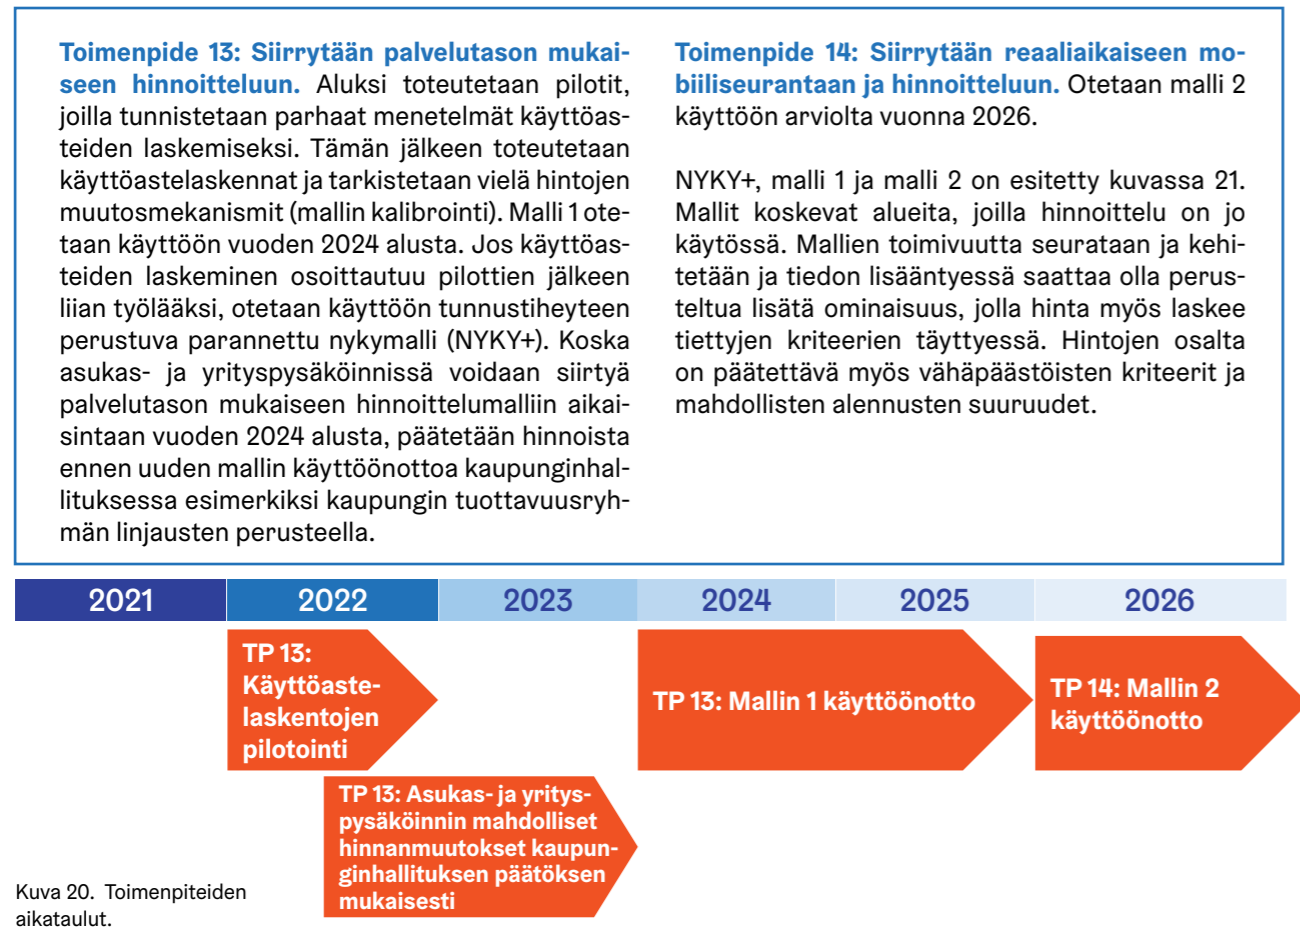 Toimenpide 13: Siirrytään palvelutason mukai-
seen hinnoitteluun. Aluksi toteutetaan pilotit,
joilla tunnistetaan parhaat menetelmät käyttöas-
teiden laskemiseksi. Tämän jälkeen toteutetaan
käyttöastelaskennat ja tarkistetaan vielä hintojen
muutosmekanismit (mallin kalibrointi). Malli 1 ote-
taan käyttöön vuoden 2024 alusta. Jos käyttöas-
teiden laskeminen osoittautuu pilottien jälkeen
liian työlääksi, otetaan käyttöön tunnustiheyteen
perustuva parannettu nykymalli (NYKY+). Koska
asukas- ja yrityspysäköinnissä voidaan siirtyä
palvelutason mukaiseen hinnoittelumalliin aikai-
sintaan vuoden 2024 alusta, päätetään hinnoista
ennen uuden mallin käyttöönottoa kaupunginhal-
lituksessa esimerkiksi kaupungin tuottavuusryh-
män linjausten perusteella.
Toimenpide 14: Siirrytään reaaliaikaiseen mo-
biiliseurantaan ja hinnoitteluun. Otetaan malli 2
käyttöön arviolta vuonna 2026.
NYKY+, malli 1 ja malli 2 on esitetty kuvassa 21.
Mallit koskevat alueita, joilla hinnoittelu on jo
käytössä. Mallien toimivuutta seurataan ja kehi-
tetään ja tiedon lisääntyessä saattaa olla perus-
teltua lisätä ominaisuus, jolla hinta myös laskee
tiettyjen kriteerien täyttyessä. Hintojen osalta
on päätettävä myös vähäpäästöisten kriteerit ja
mahdollisten alennusten suuruudet.
2021 2022 2023 2024 2025 2026
TP 13:
Käyttöaste-
laskentojen
pilotointi
TP 13: Mallin 1 käyttöönotto
TP 14: Mallin 2
käyttöönotto
TP 13: Asukas- ja yritys-
pysäköinnin mahdolliset
hinnanmuutokset kaupun-
ginhallituksen päätöksen
mukaisesti
Kuva 20. Toimenpiteiden
aikataulut.